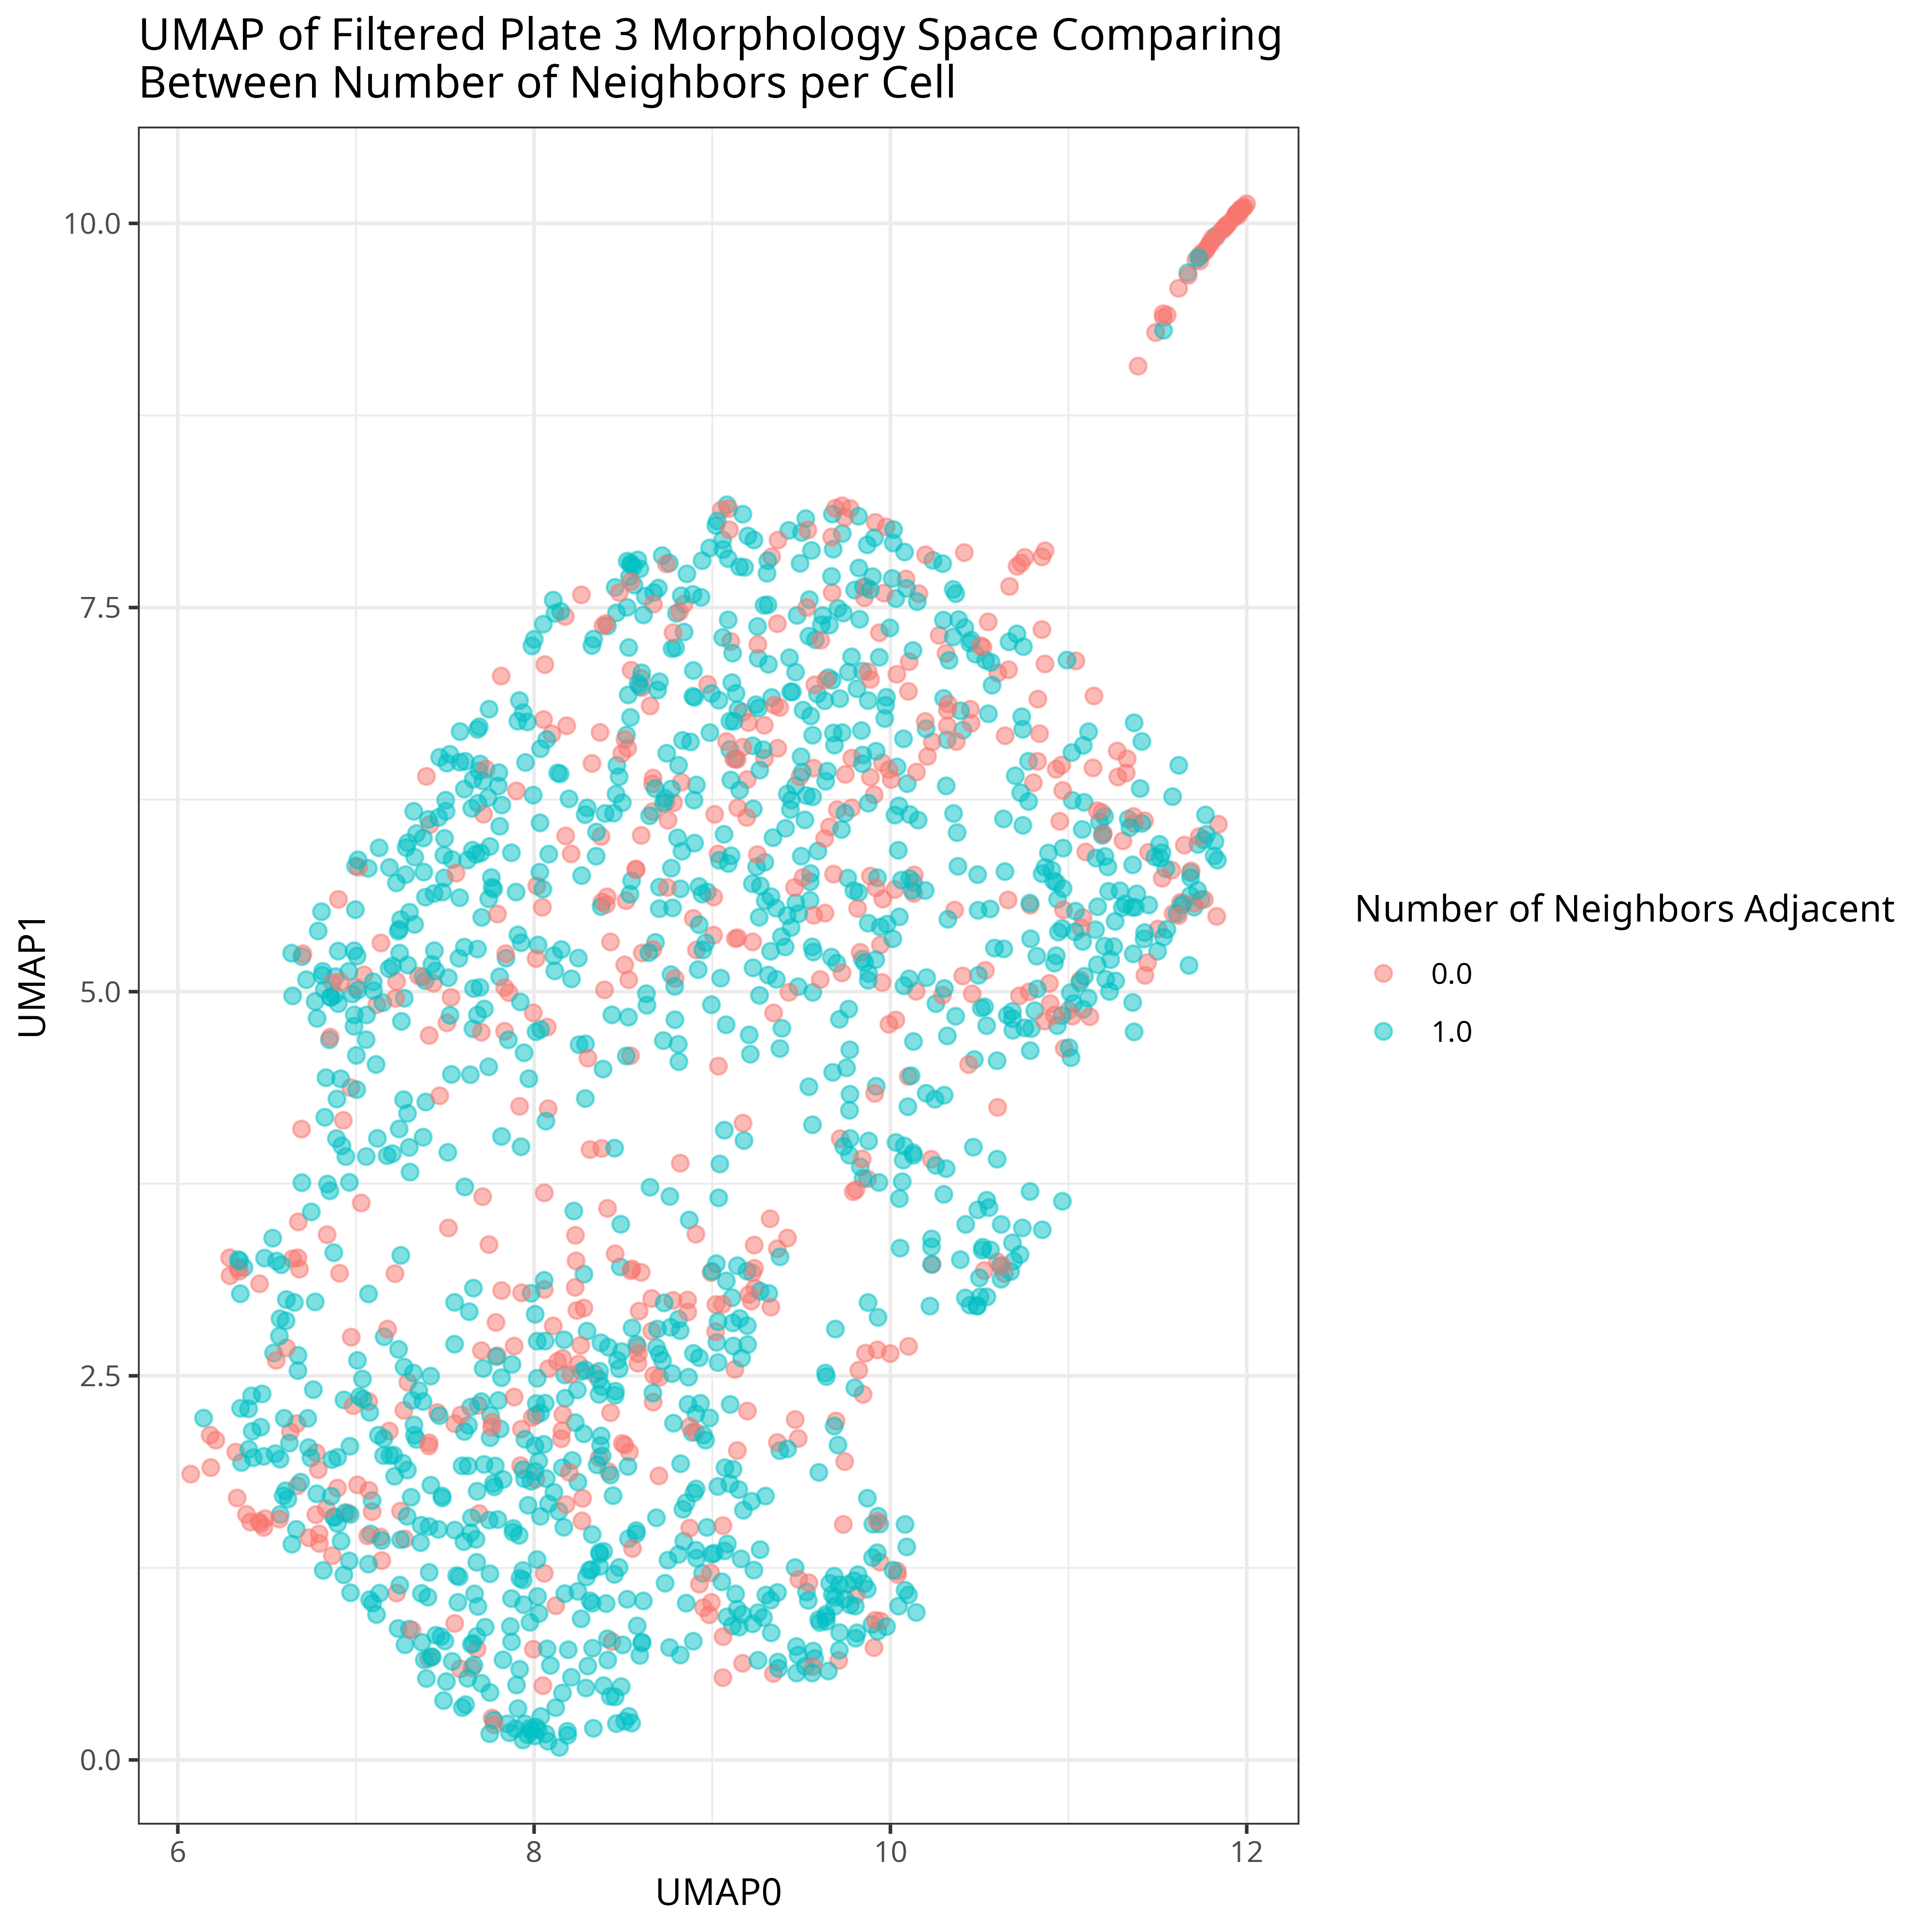 UMAP of Filtered Plate 3 Morphology Space Comparing
Between Number of Neighbors per Cell
10.0
7.5
5.0
2.5
0.0
UMAP1
6 8 10 12
UMAP0
Number of Neighbors Adjacent
0.0
1.0